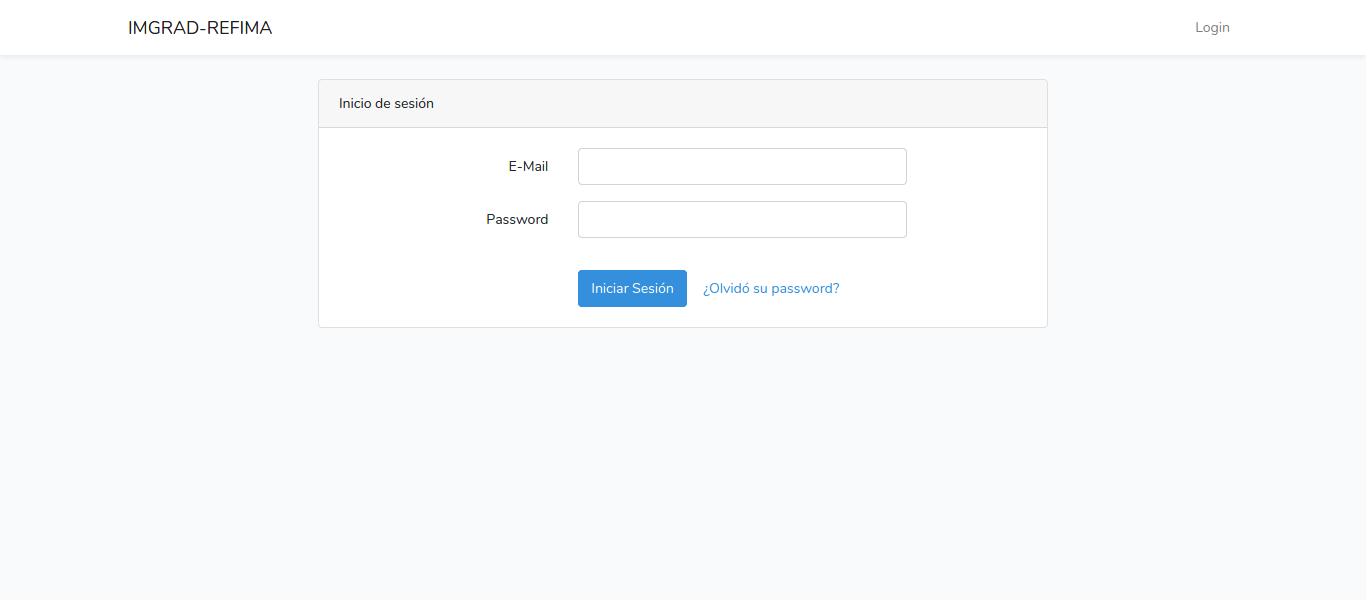 IMGRAD-REFIMA
Login
Inicio de sesión
E-Mail
Password
Iniciar Sesión
¿Olvidó su password?